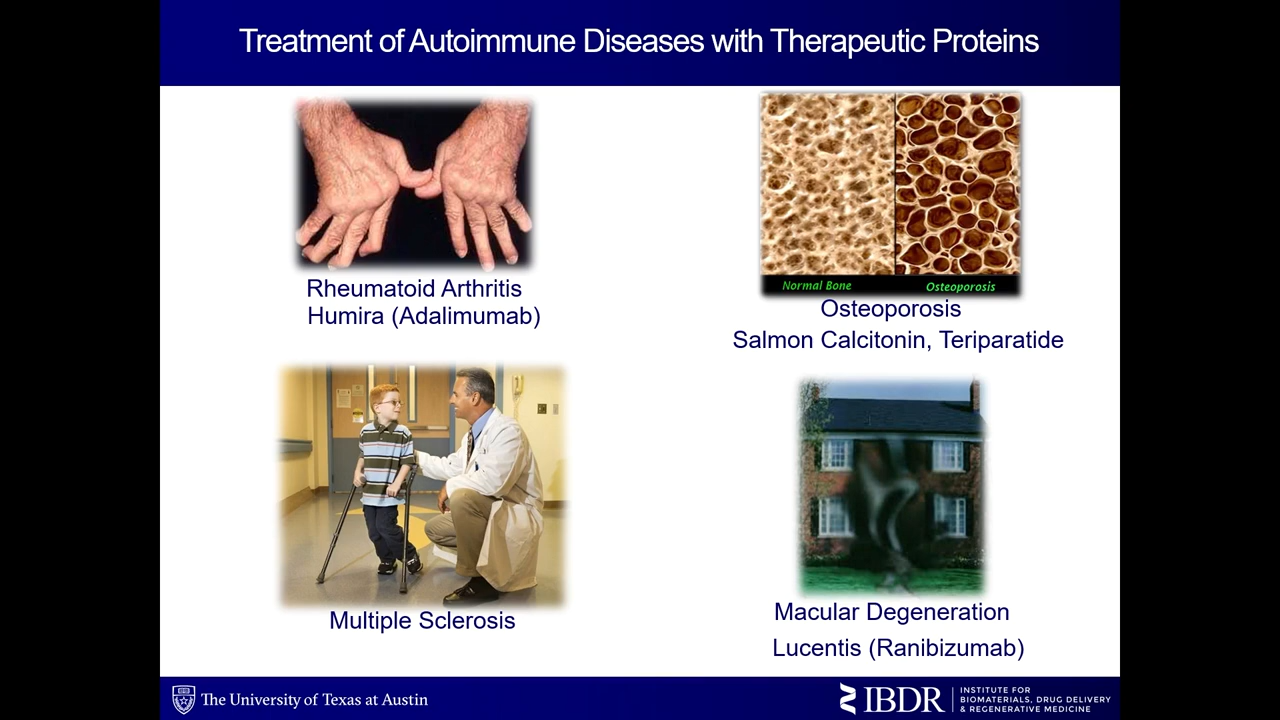 Treatment of Autoimmune Diseases with Therapeutic Proteins
Rheumatoid Arthritis
Humira (Adalimumab)
Normal Bone
Osteoporosis
Osteoporosis
Salmon Calcitonin, Teriparatide
Multiple Sclerosis
Macular Degeneration
Lucentis (Ranibizumab)
The University of Texas at Austin
IBDR
INSTITUTE FOR
BIOMATERIALS, DRUG DELIVERY
& REGENERATIVE MEDICINE